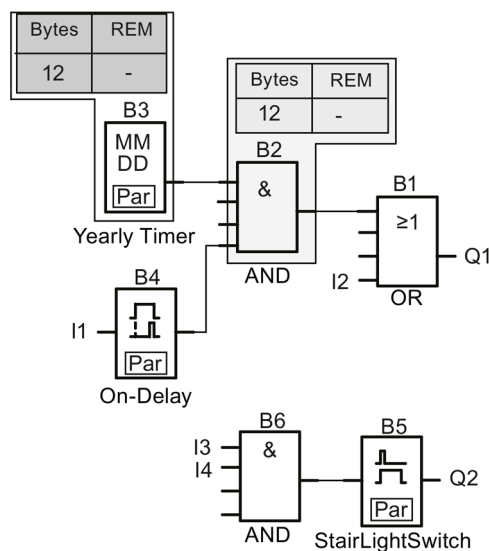 Bytes REM
12 -
Bytes REM
12 -
B3
MM
DD
Par
Yearly Timer
B2
&
AND
B1
≥1
Q1
I2
OR
B4
I1
Par
On-Delay
B6
I3
&
I4
AND
B5
Q2
Par
StairLightSwitch